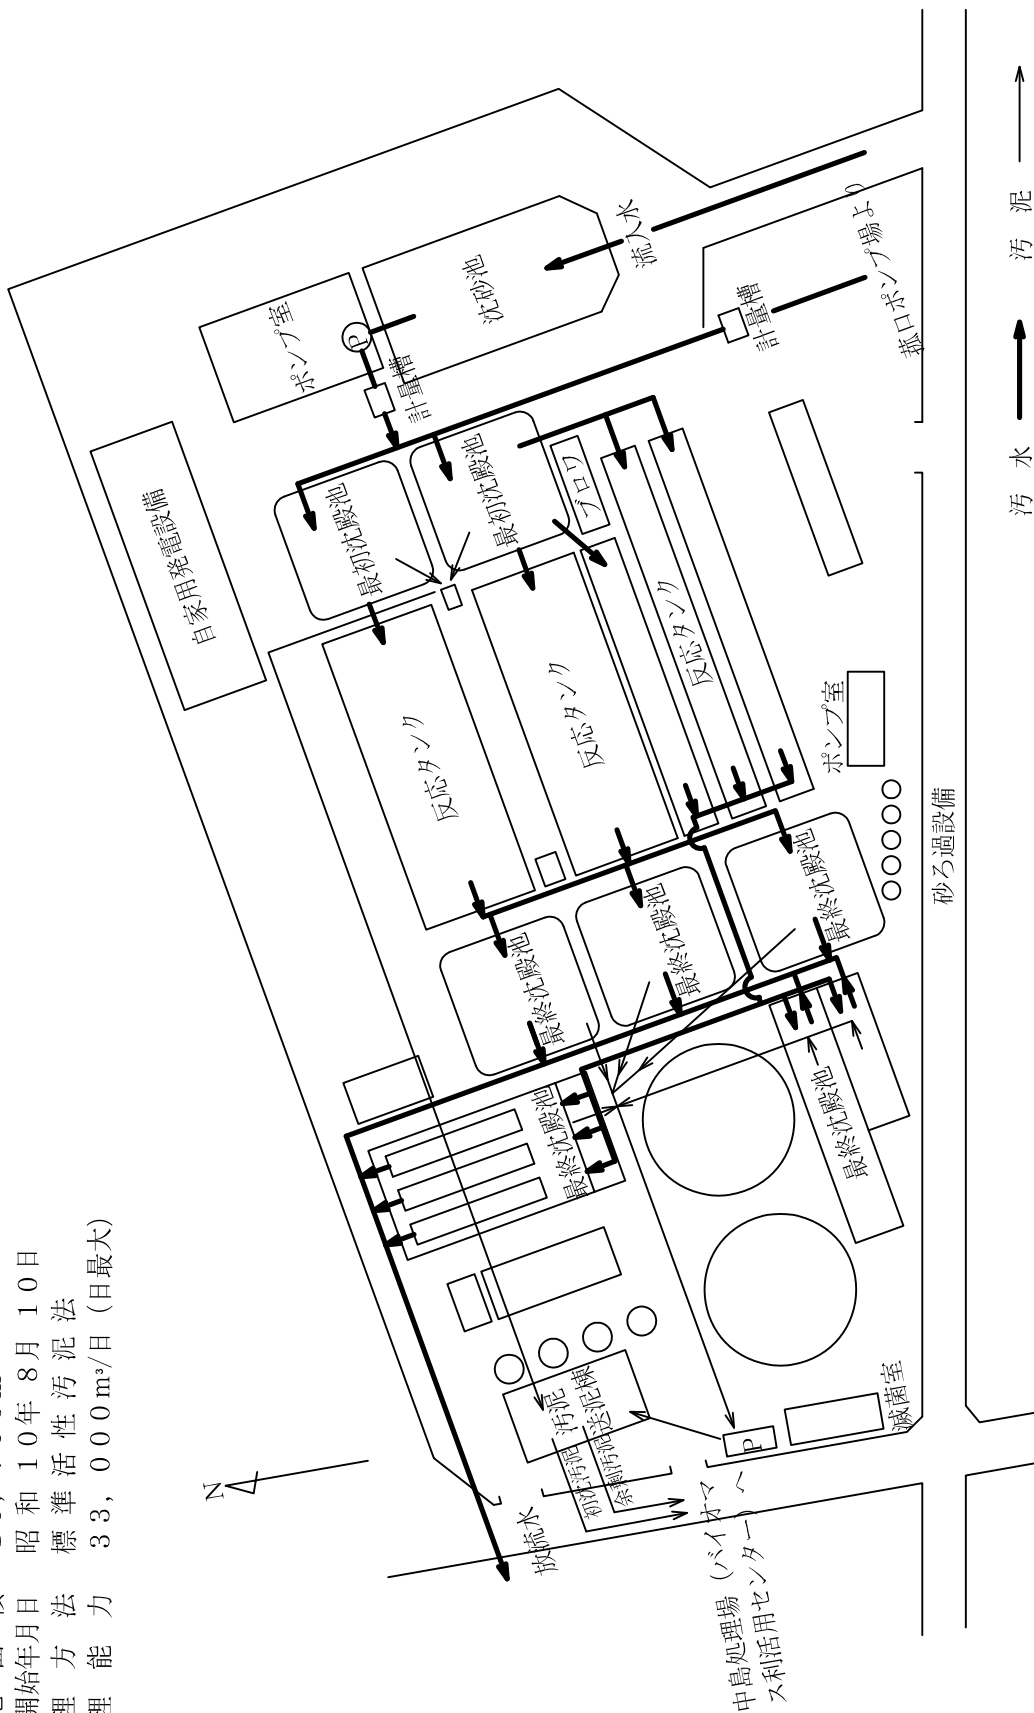 開始年月日 昭和10年8月10日
理方法 標準活性汚泥法
理能力 33,000m³/日(日最大)
N
自家用発電設備
ポンプ室
P
計量槽
沈砂池
流入水
計量槽
菰口ポンプ場より
最初沈殿池
最初沈殿池
ブロワ
反応タンク
反応タンク
反応タンク
ポンプ室
砂ろ過設備
最終沈殿池
最終沈殿池
最終沈殿池
最終沈殿池
最終沈殿池
汚泥
送泥棟
初沈汚泥
余剰汚泥
P
滅菌室
放流水
中島処理場(バイオマ
ス利活用センター)へ
汚水
汚泥